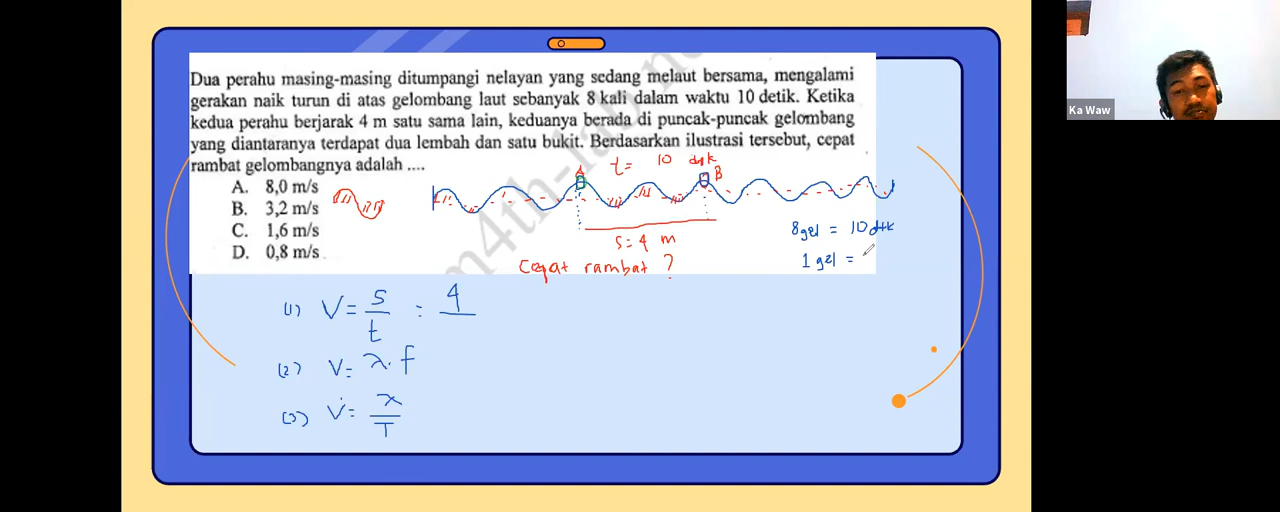 Dua perahu masing-masing ditumpangi nelayan yang sedang melaut bersama, mengalami
gerakan naik turun di atas gelombang laut sebanyak 8 kali dalam waktu 10 detik. Ketika
kedua perahu berjarak 4 m satu sama lain, keduanya berada di puncak-puncak gelombang
yang diantaranya terdapat dua lembah dan satu bukit. Berdasarkan ilustrasi tersebut, cepat
rambat gelombangnya adalah ....
t = 10 dtk
A
B
A. 8,0 m/s
B. 3,2 m/s
C. 1,6 m/s
D. 0,8 m/s
s = 4 m
Cepat rambat ?
8 gel = 10 dtk
1 gel =
(1) V = s/t = 4
(2) V = λ.f
(3) V = λ/T
Ka Waw